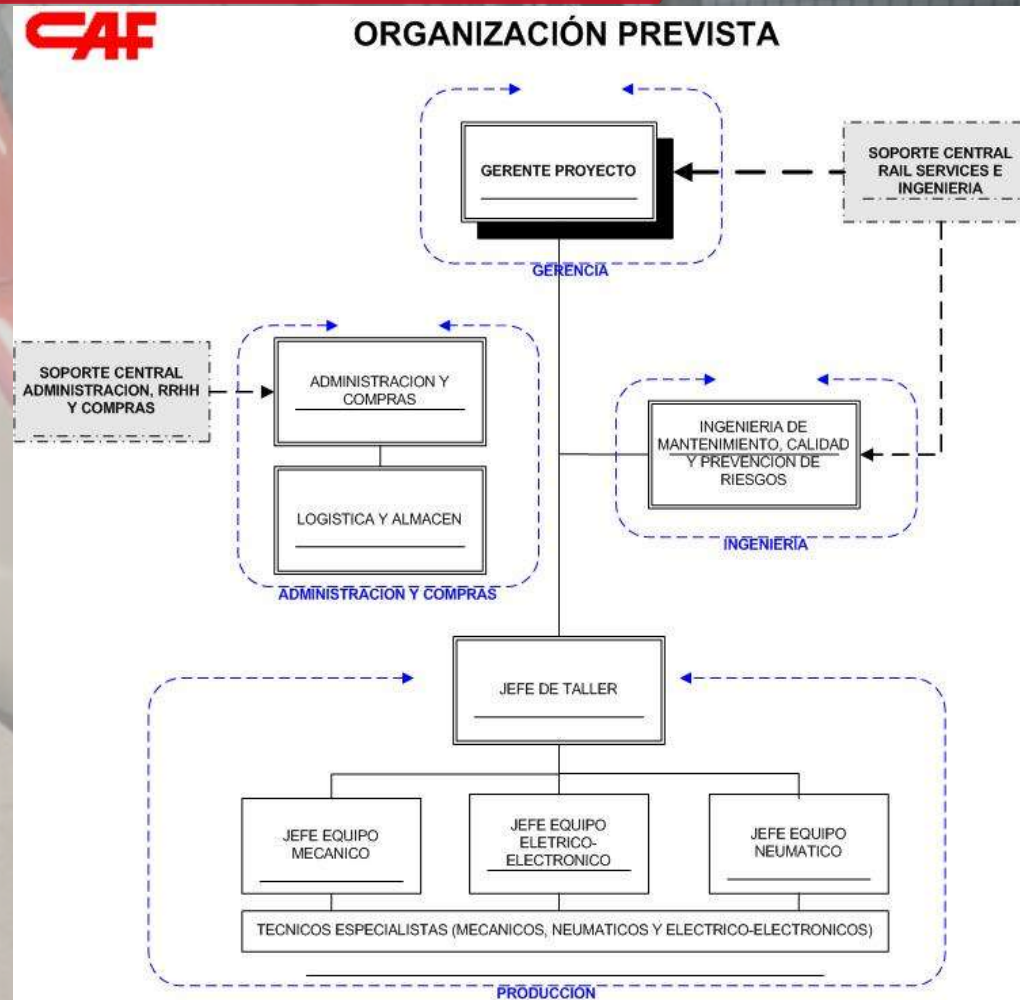 CAF
ORGANIZACIÓN PREVISTA
GERENTE PROYECTO
SOPORTE CENTRAL
RAIL SERVICES E
INGENIERIA
GERENCIA
SOPORTE CENTRAL
ADMINISTRACION, RRHH
Y COMPRAS
ADMINISTRACION Y
COMPRAS
LOGISTICA Y ALMACEN
ADMINISTRACION Y COMPRAS
INGENIERIA DE
MANTENIMIENTO, CALIDAD
Y PREVENCION DE
RIESGOS
INGENIERIA
JEFE DE TALLER
JEFE EQUIPO
MECANICO
JEFE EQUIPO
ELETRICO-
ELECTRONICO
JEFE EQUIPO
NEUMATICO
TECNICOS ESPECIALISTAS (MECANICOS, NEUMATICOS Y ELECTRICO-ELECTRONICOS)
PRODUCCIÓN